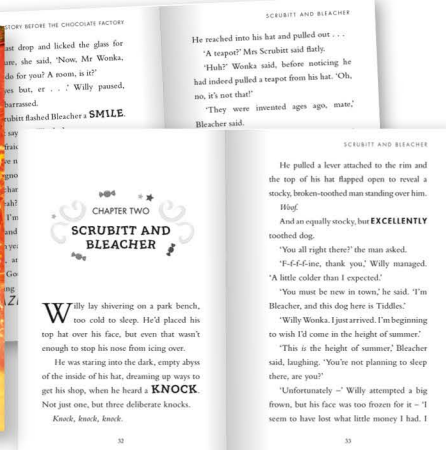 STORY BEFORE THE CHOCOLATE FACTORY
ast drop and licked the glass for
ure, she said, 'Now, Mr Wonka,
do for you? A room, is it?'
yes but, er . . .' Willy paused,
barrassed.
rubitt flashed Bleacher a SMILE.
SCRUBITT AND BLEACHER
He reached into his hat and pulled out . . .
'A teapot?' Mrs Scrubitt said flatly.
'Huh?' Wonka said, before noticing he
had indeed pulled a teapot from his hat. 'Oh,
no, it's not that!'
'They were invented ages ago, mate,'
Bleacher said.
CHAPTER TWO
SCRUBITT AND
BLEACHER
Willy lay shivering on a park bench,
too cold to sleep. He'd placed his
top hat over his face, but even that wasn't
enough to stop his nose from icing over.
He was staring into the dark, empty abyss
of the inside of his hat, dreaming up ways to
get his shop, when he heard a KNOCK.
Not just one, but three deliberate knocks.
Knock, knock, knock.
32
SCRUBITT AND BLEACHER
He pulled a lever attached to the rim and
the top of his hat flapped open to reveal a
stocky, broken-toothed man standing over him.
Woof.
And an equally stocky, but EXCELLENTLY
toothed dog.
'You all right there?' the man asked.
'F-f-f-f-ine, thank you,' Willy managed.
'A little colder than I expected.'
'You must be new in town,' he said. 'I'm
Bleacher, and this dog here is Tiddles.'
'Willy Wonka. I just arrived. I'm beginning
to wish I'd come in the height of summer.'
'This is the height of summer,' Bleacher
said, laughing. 'You're not planning to sleep
there, are you?'
'Unfortunately –' Willy attempted a big
frown, but his face was too frozen for it – 'I
seem to have lost what little money I had. I
33